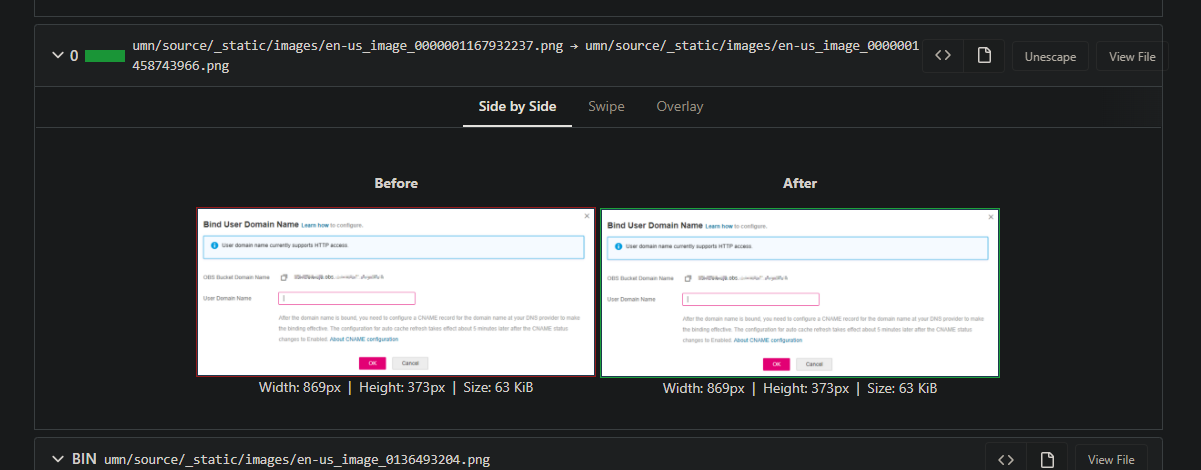 0 umn/source/_static/images/en-us_image_0000001167932237.png → umn/source/_static/images/en-us_image_0000001
458743966.png
Unescape
View File
Side by Side
Swipe
Overlay
Before
After
Bind User Domain Name Learn how to configure.
User domain name currently supports HTTP access.
OBS Bucket Domain Name
User Domain Name
After the domain name is bound, you need to configure a CNAME record for the domain name at your DNS provider to make
the binding effective. The configuration for auto cache refresh takes effect about 5 minutes later after the CNAME status
changes to Enabled. About CNAME configuration
OK
Cancel
Width: 869px | Height: 373px | Size: 63 KiB
Bind User Domain Name Learn how to configure.
User domain name currently supports HTTP access.
OBS Bucket Domain Name
User Domain Name
After the domain name is bound, you need to configure a CNAME record for the domain name at your DNS provider to make
the binding effective. The configuration for auto cache refresh takes effect about 5 minutes later after the CNAME status
changes to Enabled. About CNAME configuration
OK
Cancel
Width: 869px | Height: 373px | Size: 63 KiB
BIN umn/source/_static/images/en-us_image_0136493204.png
View File